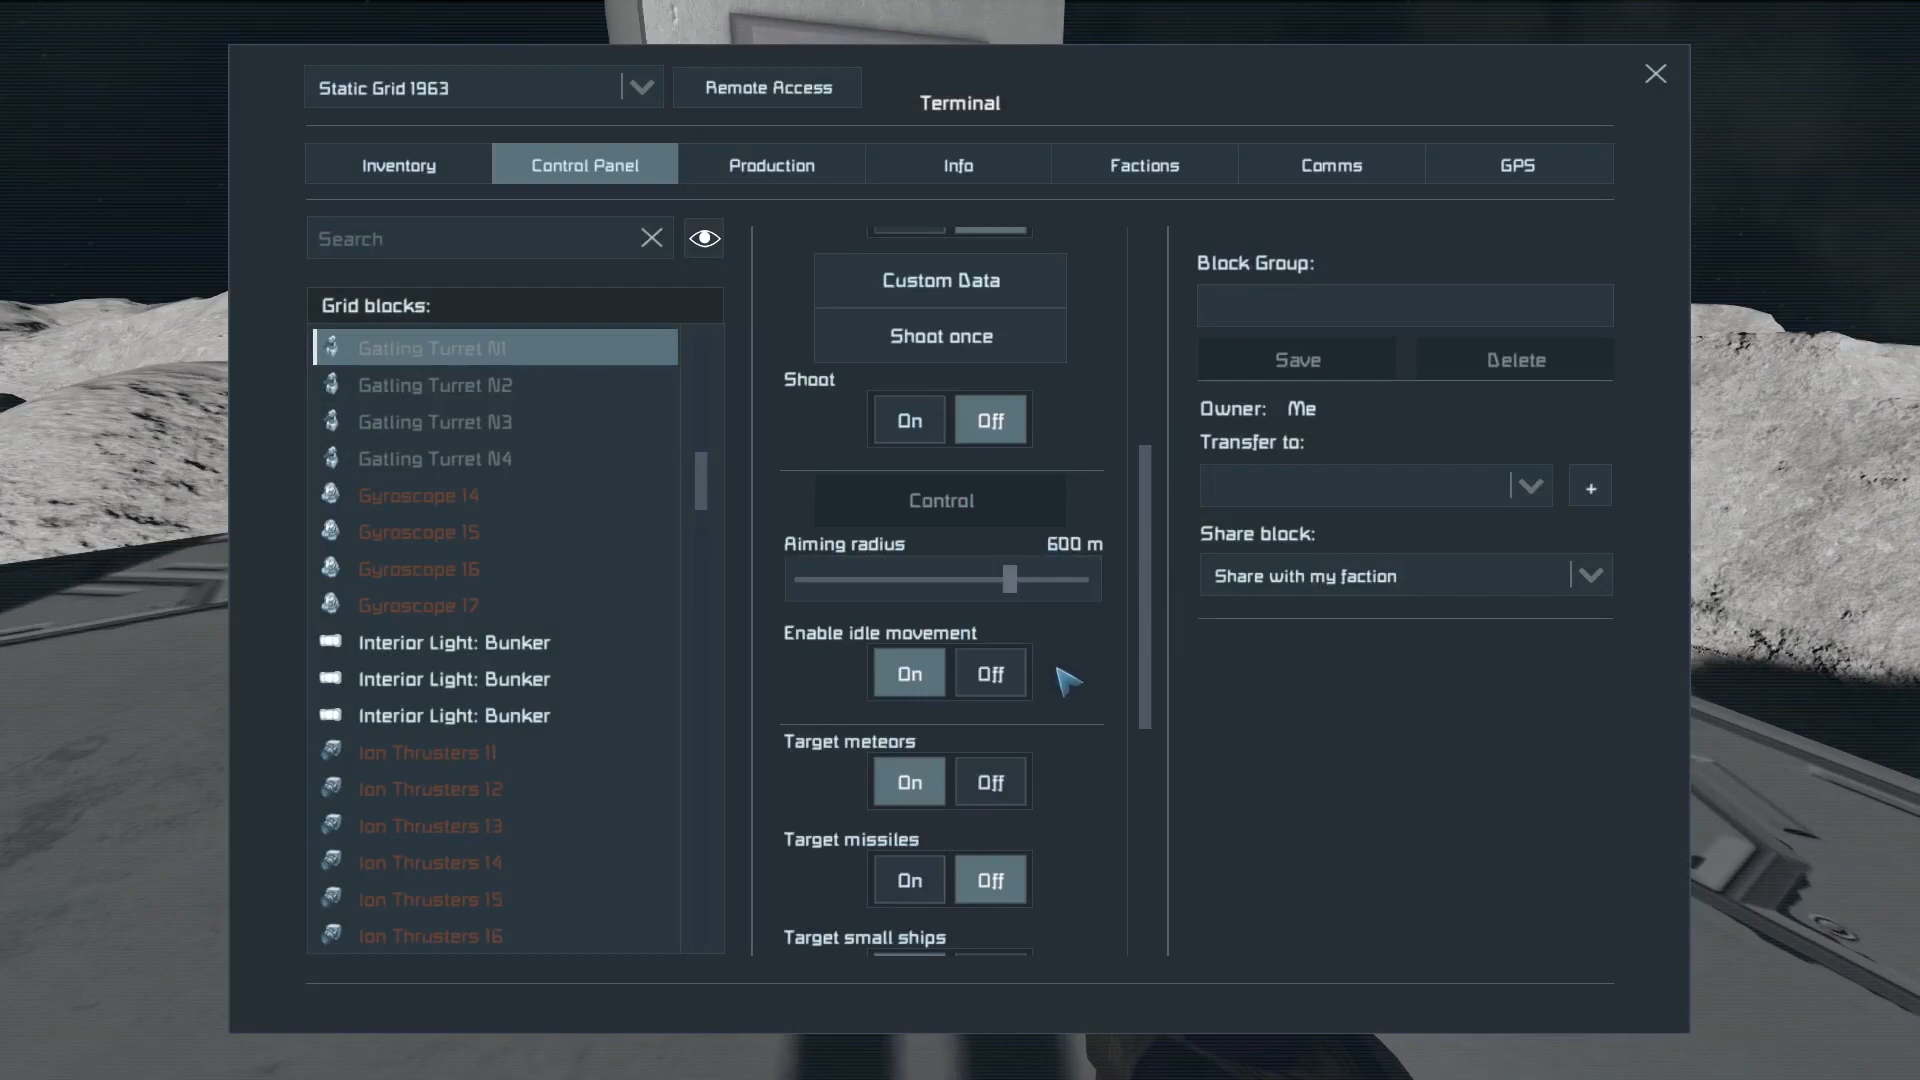 Static Grid 1963
Remote Access
Terminal
Inventory
Control Panel
Production
Info
Factions
Comms
GPS
Search
Grid blocks:
Gatling Turret N1
Gatling Turret N2
Gatling Turret N3
Gatling Turret N4
Gyroscope 14
Gyroscope 15
Gyroscope 16
Gyroscope 17
Interior Light: Bunker
Interior Light: Bunker
Interior Light: Bunker
Ion Thrusters 11
Ion Thrusters 12
Ion Thrusters 13
Ion Thrusters 14
Ion Thrusters 15
Ion Thrusters 16
Custom Data
Shoot once
Shoot
On Off
Control
Aiming radius 600 m
Enable idle movement
On Off
Target meteors
On Off
Target missiles
On Off
Target small ships
Block Group:
Save Delete
Owner: Me
Transfer to:
+
Share block:
Share with my faction